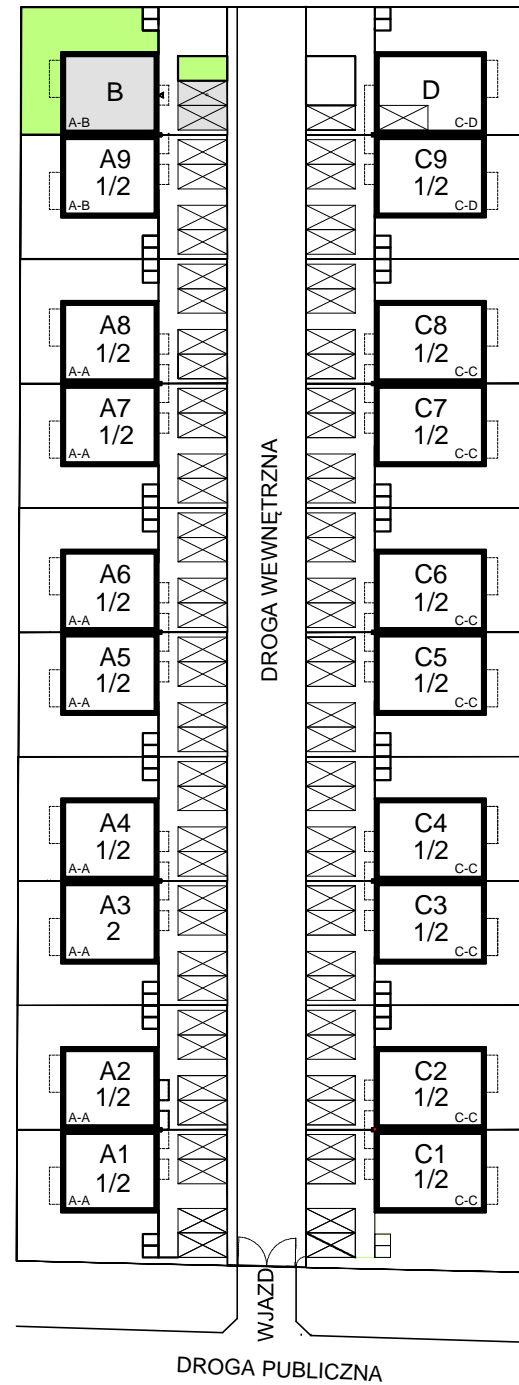 B
A-B
D
C-D
A9
1/2
A-B
C9
1/2
C-D
A8
1/2
A-A
C8
1/2
C-C
A7
1/2
A-A
C7
1/2
C-C
DROGA WEWNĘTRZNA
A6
1/2
A-A
C6
1/2
C-C
A5
1/2
A-A
C5
1/2
C-C
A4
1/2
A-A
C4
1/2
C-C
A3
2
A-A
C3
1/2
C-C
A2
1/2
A-A
C2
1/2
C-C
A1
1/2
A-A
C1
1/2
C-C
WJAZD
DROGA PUBLICZNA